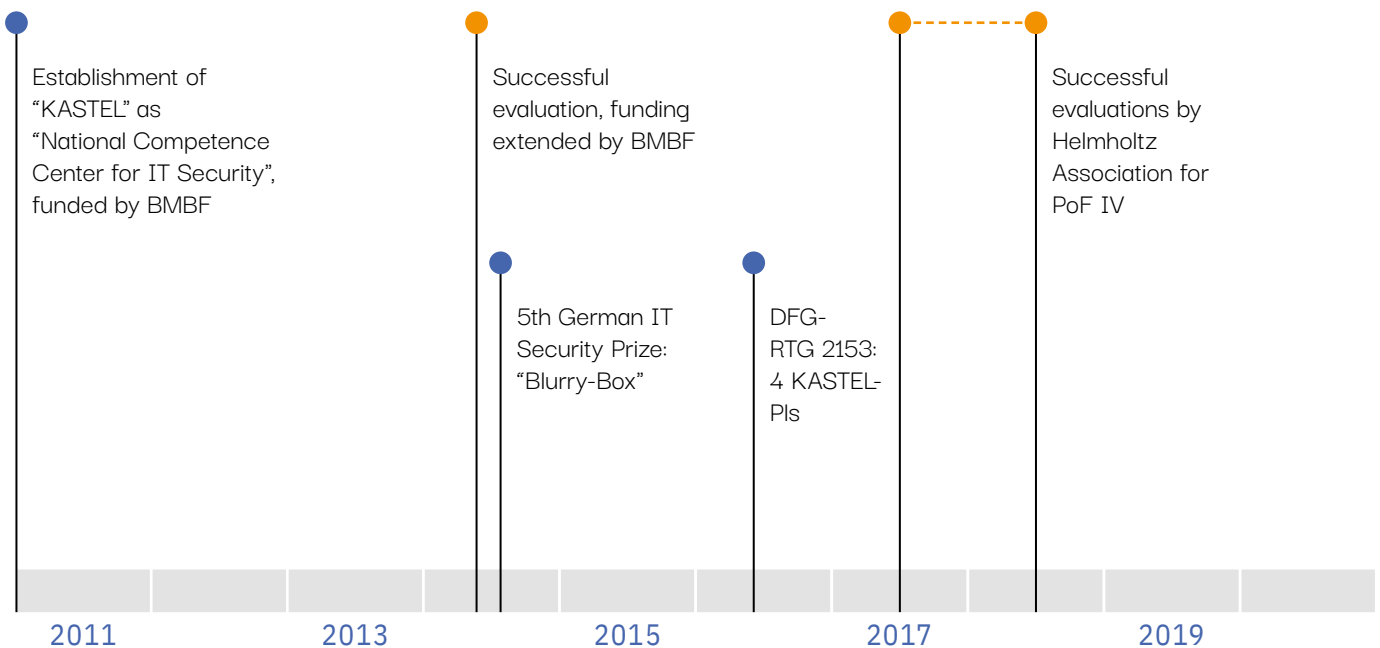 Establishment of
“KASTEL” as
“National Competence
Center for IT Security”,
funded by BMBF
Successful
evaluation, funding
extended by BMBF
Successful
evaluations by
Helmholtz
Association for
PoF IV
5th German IT
Security Prize:
“Blurry-Box”
DFG-
RTG 2153:
4 KASTEL-
PIs
2011
2013
2015
2017
2019